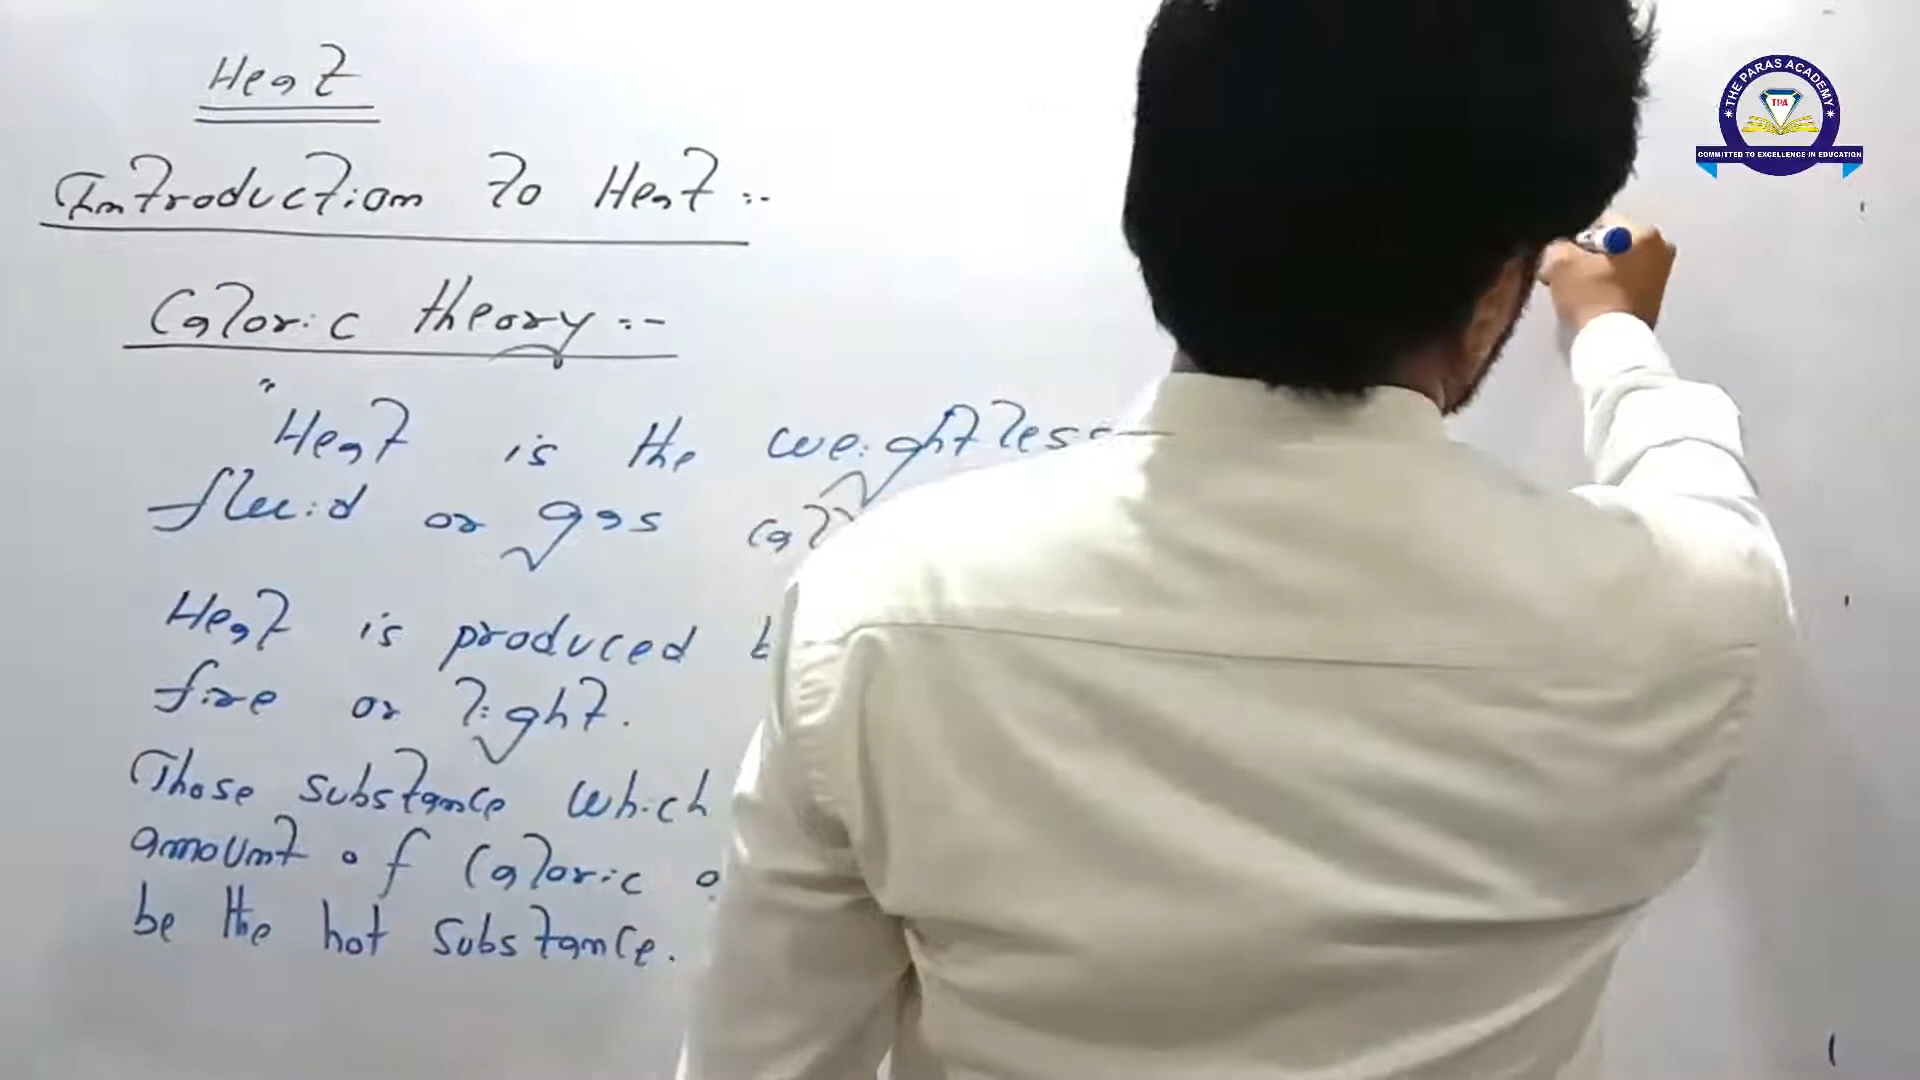 Heat
Introduction to Heat :-
Caloric theory :-
"Heat is the weightless
fluid or gas
Heat is produced
fire or light.
Those substance which
amount of Caloric
be the hot substance.
THE PARAS ACADEMY
TPA
COMMITTED TO EXCELLENCE IN EDUCATION